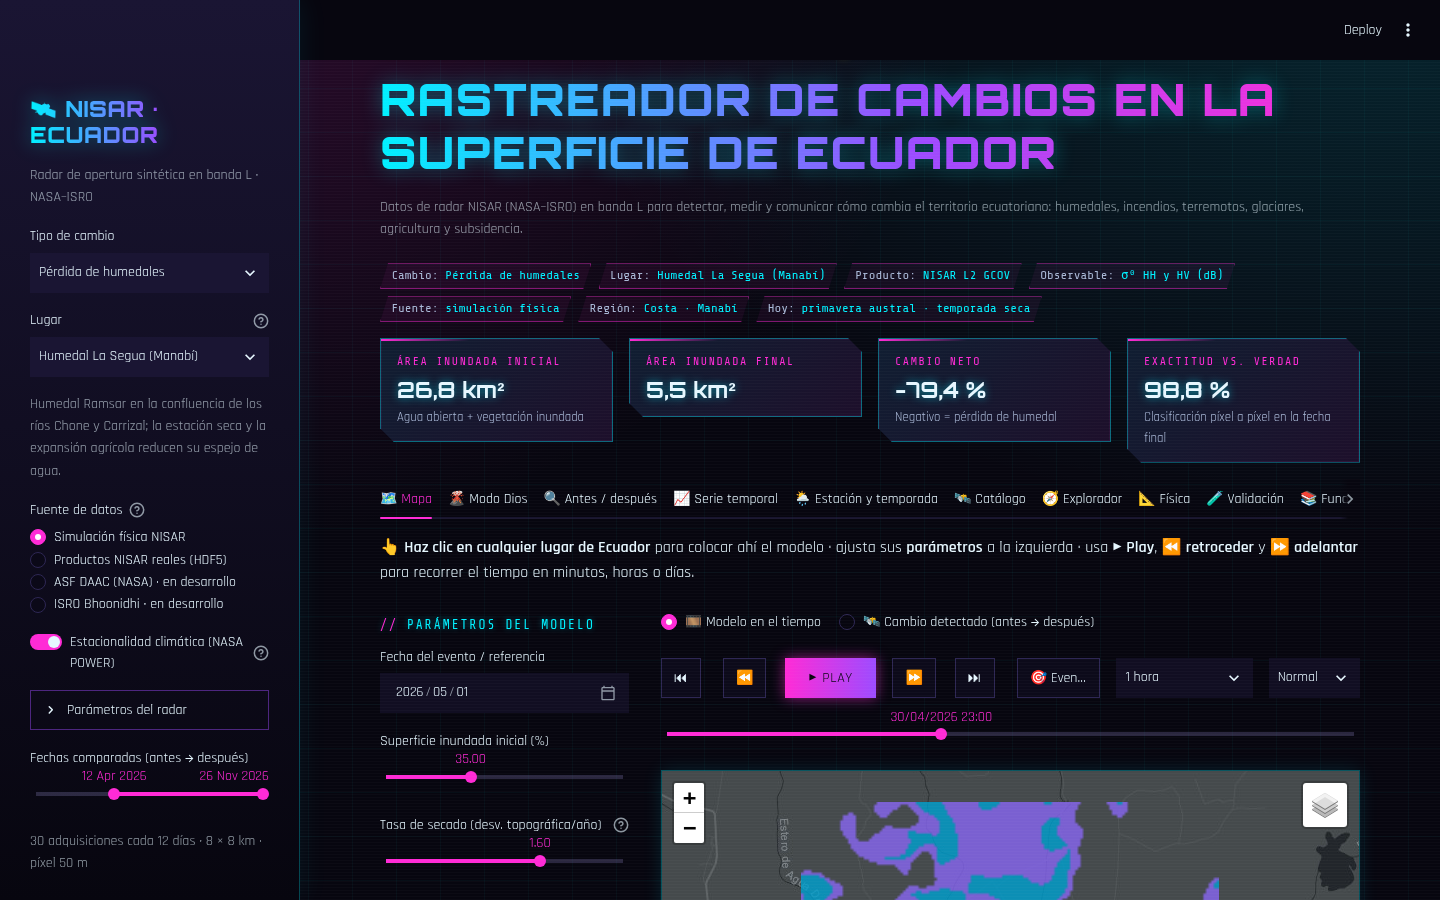 Deploy
NISAR ·
ECUADOR
Radar de apertura sintética en banda L ·
NASA-ISRO
Tipo de cambio
Pérdida de humedales
Lugar
Humedal La Segua (Manabí)
Humedal Ramsar en la confluencia de los
ríos Chone y Carrizal; la estación seca y la
expansión agrícola reducen su espejo de
agua.
Fuente de datos
Simulación física NISAR
Productos NISAR reales (HDF5)
ASF DAAC (NASA) · en desarrollo
ISRO Bhoonidhi · en desarrollo
Estacionalidad climática (NASA
POWER)
Parámetros del radar
Fechas comparadas (antes → después)
12 Apr 2026 26 Nov 2026
30 adquisiciones cada 12 días · 8 × 8 km ·
píxel 50 m
RASTREADOR DE CAMBIOS EN LA
SUPERFICIE DE ECUADOR
Datos de radar NISAR (NASA-ISRO) en banda L para detectar, medir y comunicar cómo cambia el territorio ecuatoriano: humedales, incendios, terremotos, glaciares,
agricultura y subsidencia.
Cambio: Pérdida de humedales Lugar: Humedal La Segua (Manabí) Producto: NISAR L2 GCOV Observable: σ⁰ HH y HV (dB)
Fuente: simulación física Región: Costa · Manabí Hoy: primavera austral · temporada seca
ÁREA INUNDADA INICIAL
26,8 km²
Agua abierta + vegetación inundada
ÁREA INUNDADA FINAL
5,5 km²
CAMBIO NETO
-79,4 %
Negativo = pérdida de humedal
EXACTITUD VS. VERDAD
98,8 %
Clasificación píxel a píxel en la fecha
final
Mapa Modo Dios Antes / después Serie temporal Estación y temporada Catálogo Explorador Física Validación Func
👆 Haz clic en cualquier lugar de Ecuador para colocar ahí el modelo · ajusta sus parámetros a la izquierda · usa ▶ Play, ⏪ retroceder y ⏩ adelantar
para recorrer el tiempo en minutos, horas o días.
// PARÁMETROS DEL MODELO
Fecha del evento / referencia
2026/05/01
Superficie inundada inicial (%)
35.00
Tasa de secado (desv. topográfica/año)
1.60
Modelo en el tiempo Cambio detectado (antes → después)
▶ PLAY Even... 1 hora Normal
30/04/2026 23:00
+
−
Estero de